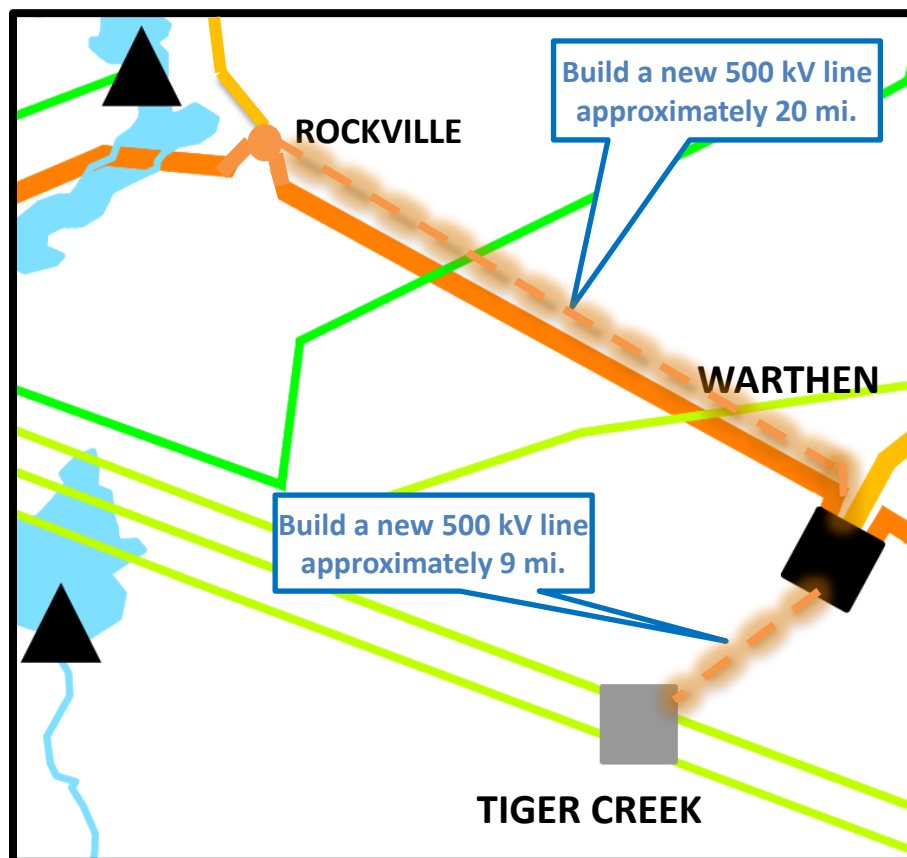 Build a new 500 kV line
approximately 20 mi.
ROCKVILLE
WARTHEN
Build a new 500 kV line
approximately 9 mi.
TIGER CREEK